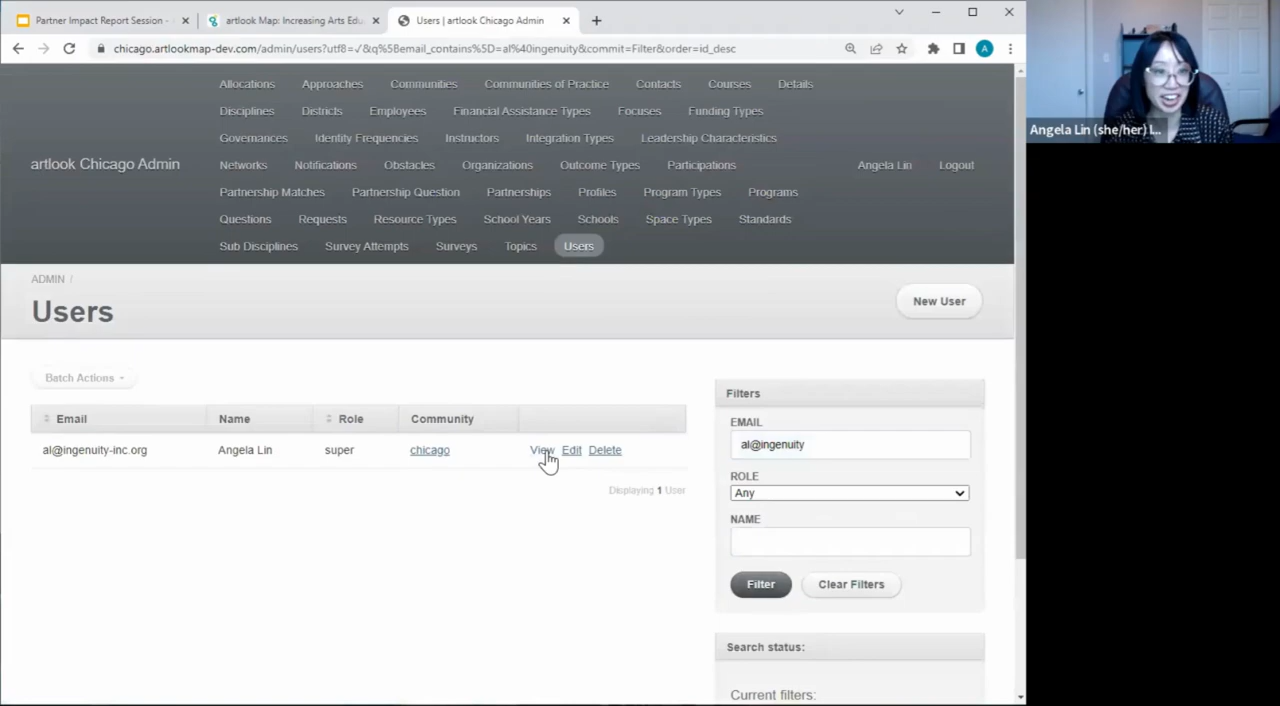 Partner Impact Report Session -
artlook Map: Increasing Arts Edu
Users | artlook Chicago Admin
chicago.artlookmap-dev.com/admin/users?utf8=✓&q%5Bemail_contains%5D=al%40ingenuity&commit=Filter&order=id_desc
A
Allocations Approaches Communities Communities of Practice Contacts Courses Details
Disciplines Districts Employees Financial Assistance Types Focuses Funding Types
Governances Identity Frequencies Instructors Integration Types Leadership Characteristics
artlook Chicago Admin
Networks Notifications Obstacles Organizations Outcome Types Participations
Angela Lin Logout
Partnership Matches Partnership Question Partnerships Profiles Program Types Programs
Questions Requests Resource Types School Years Schools Space Types Standards
Sub Disciplines Survey Attempts Surveys Topics Users
ADMIN /
Users
New User
Batch Actions
Email Name Role Community
al@ingenuity-inc.org Angela Lin super chicago View Edit Delete
Displaying 1 User
Filters
EMAIL
al@ingenuity
ROLE
Any
NAME
Filter Clear Filters
Search status:
Current filters:
Angela Lin (she/her) I...